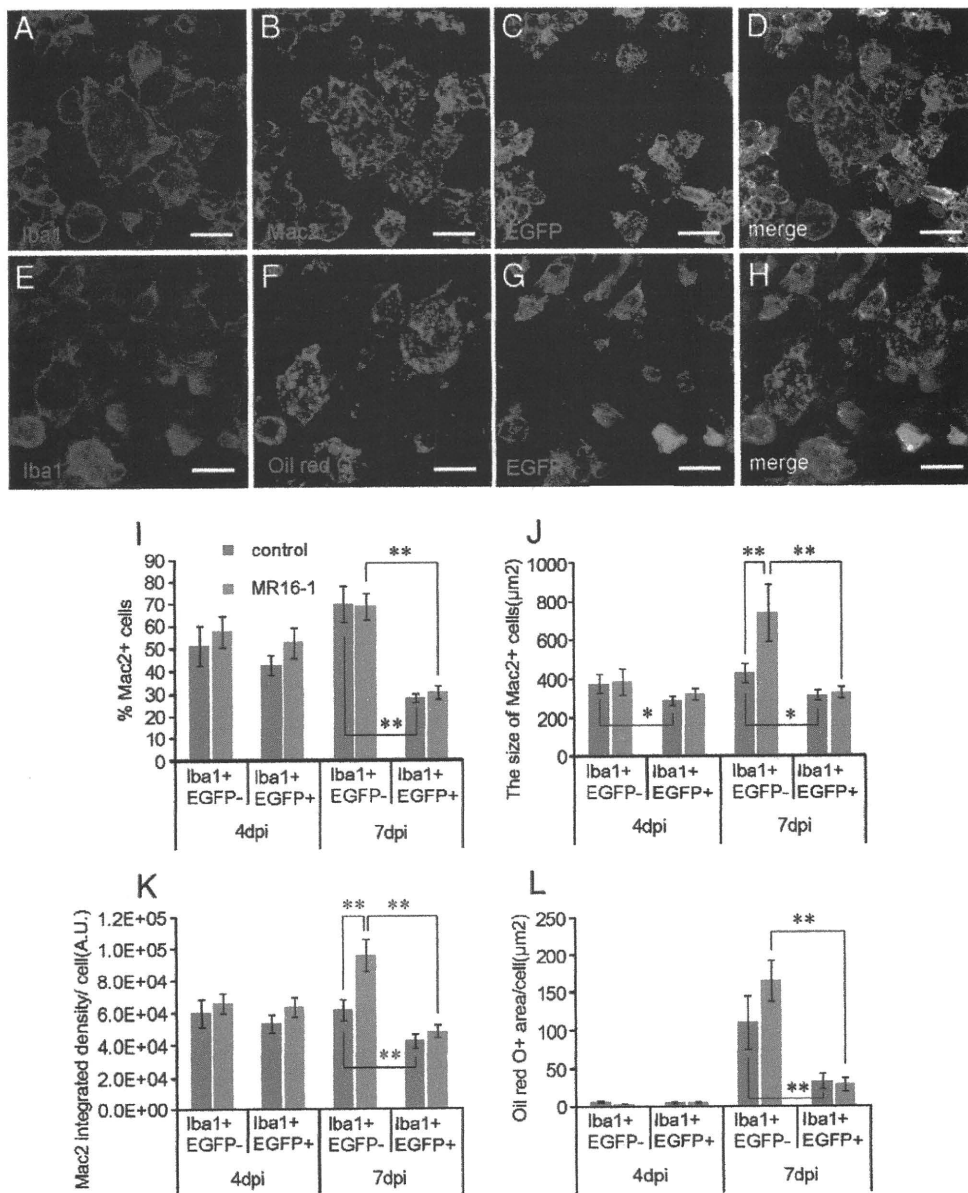 A B C D
Iba1 Mac2 EGFP merge
E F G H
Iba1 Oil red O EGFP merge
I
control
MR16-1
% Mac2+ cells
90
80
70
60
50
40
30
20
10
0
**
**
Iba1+ Iba1+ Iba1+ Iba1+
EGFP- EGFP+ EGFP- EGFP+
4dpi 7dpi
J
The size of Mac2+ cells(µm2)
1000
800
600
400
200
0
** **
* *
Iba1+ Iba1+ Iba1+ Iba1+
EGFP- EGFP+ EGFP- EGFP+
4dpi 7dpi
K
Mac2 integrated density/ cell(A.U.)
1.2E+05
1.0E+05
8.0E+04
6.0E+04
4.0E+04
2.0E+04
0.0E+00
** **
**
Iba1+ Iba1+ Iba1+ Iba1+
EGFP- EGFP+ EGFP- EGFP+
4dpi 7dpi
L
Oil red O+ area/cell(µm2)
250
200
150
100
50
0
**
**
Iba1+ Iba1+ Iba1+ Iba1+
EGFP- EGFP+ EGFP- EGFP+
4dpi 7dpi